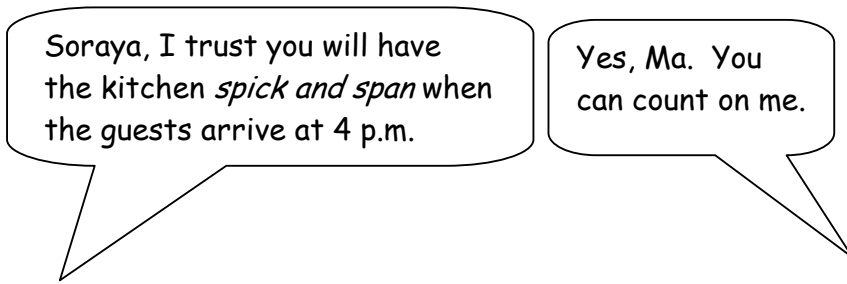 Soraya, I trust you will have
the kitchen spick and span when
the guests arrive at 4 p.m.
Yes, Ma.  You
can count on me.